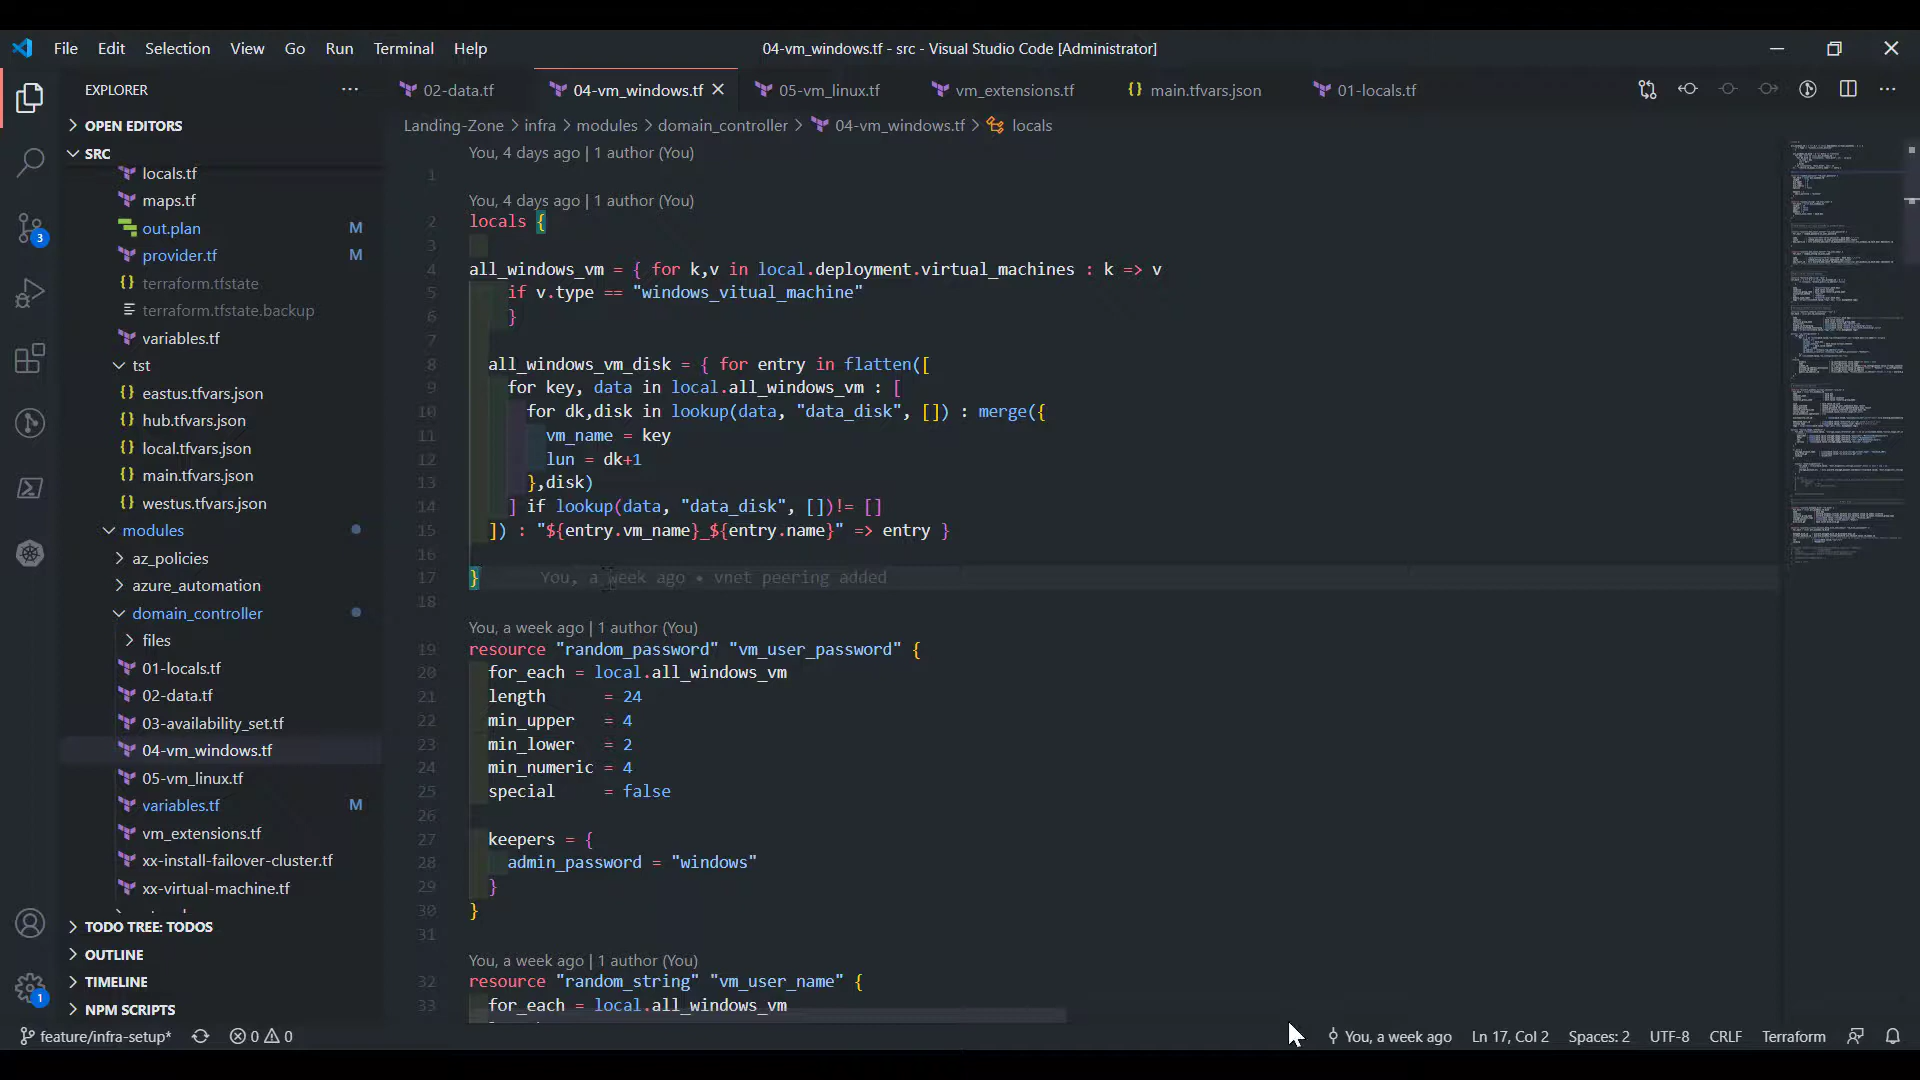 File Edit Selection View Go Run Terminal Help
04-vm_windows.tf - src - Visual Studio Code [Administrator]
EXPLORER
OPEN EDITORS
SRC
locals.tf
maps.tf
out.plan M
provider.tf M
terraform.tfstate
terraform.tfstate.backup
variables.tf
tst
eastus.tfvars.json
hub.tfvars.json
local.tfvars.json
main.tfvars.json
westus.tfvars.json
modules
az_policies
azure_automation
domain_controller
files
01-locals.tf
02-data.tf
03-availability_set.tf
04-vm_windows.tf
05-vm_linux.tf
variables.tf M
vm_extensions.tf
xx-install-failover-cluster.tf
xx-virtual-machine.tf
TODO TREE: TODOS
OUTLINE
TIMELINE
NPM SCRIPTS
3
1
02-data.tf 04-vm_windows.tf 05-vm_linux.tf vm_extensions.tf main.tfvars.json 01-locals.tf
Landing-Zone > infra > modules > domain_controller > 04-vm_windows.tf > locals
You, 4 days ago | 1 author (You)
1
You, 4 days ago | 1 author (You)
2 locals {
3
4 all_windows_vm = { for k,v in local.deployment.virtual_machines : k => v
5 if v.type == "windows_vitual_machine"
6 }
7
8 all_windows_vm_disk = { for entry in flatten([
9 for key, data in local.all_windows_vm : [
10 for dk,disk in lookup(data, "data_disk", []) : merge({
11 vm_name = key
12 lun = dk+1
13 },disk)
14 ] if lookup(data, "data_disk", [])!= []
15 ]) : "${entry.vm_name}_${entry.name}" => entry }
16
17 } You, a week ago • vnet peering added
18
You, a week ago | 1 author (You)
19 resource "random_password" "vm_user_password" {
20 for_each = local.all_windows_vm
21 length = 24
22 min_upper = 4
23 min_lower = 2
24 min_numeric = 4
25 special = false
26
27 keepers = {
28 admin_password = "windows"
29 }
30 }
31
You, a week ago | 1 author (You)
32 resource "random_string" "vm_user_name" {
33 for_each = local.all_windows_vm
feature/infra-setup* 0 0 You, a week ago Ln 17, Col 2 Spaces: 2 UTF-8 CRLF Terraform